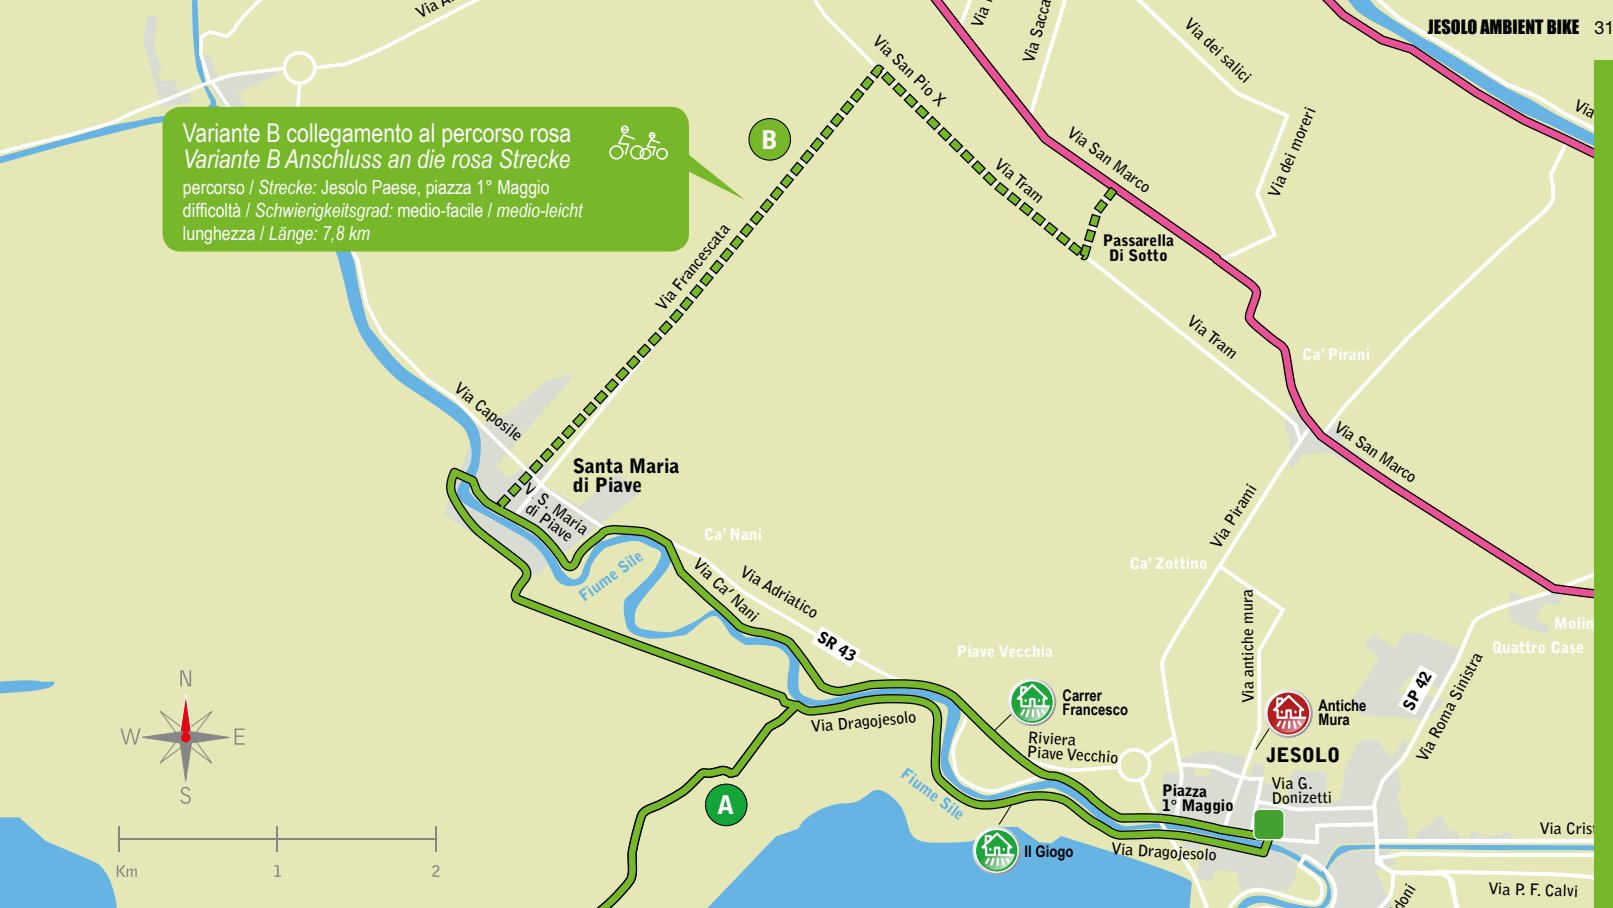 JESOLO AMBIENT BIKE 31
Variante B collegamento al percorso rosa
Variante B Anschluss an die rosa Strecke
percorso / Strecke: Jesolo Paese, piazza 1° Maggio
difficoltà / Schwierigkeitsgrad: medio-facile / medio-leicht
lunghezza / Länge: 7,8 km
B
Via San Pio X
Via Sacca
Via dei salici
Via dei moreri
Via
Via San Marco
Via Tram
Passarella
Di Sotto
Via Francescata
Via Tram
Ca' Pirani
Via San Marco
Via Caposile
Santa Maria
di Piave
V. S. Maria
di Piave
Fiume Sile
Ca' Nani
Via Ca' Nani
Via Adriatico
SR 43
Via Pirami
Ca' Zottino
Via antiche mura
Piave Vecchia
Carrer
Francesco
Riviera
Piave Vecchio
Via Dragojesolo
Fiume Sile
Antiche
Mura
JESOLO
Via G.
Donizetti
Piazza
1° Maggio
SP 42
Via Roma Sinistra
Molin
Quattro Case
Il Giogo
Via Dragojesolo
Via Cris
Via P. F. Calvi
doni
A
N
W E
S
Km 1 2